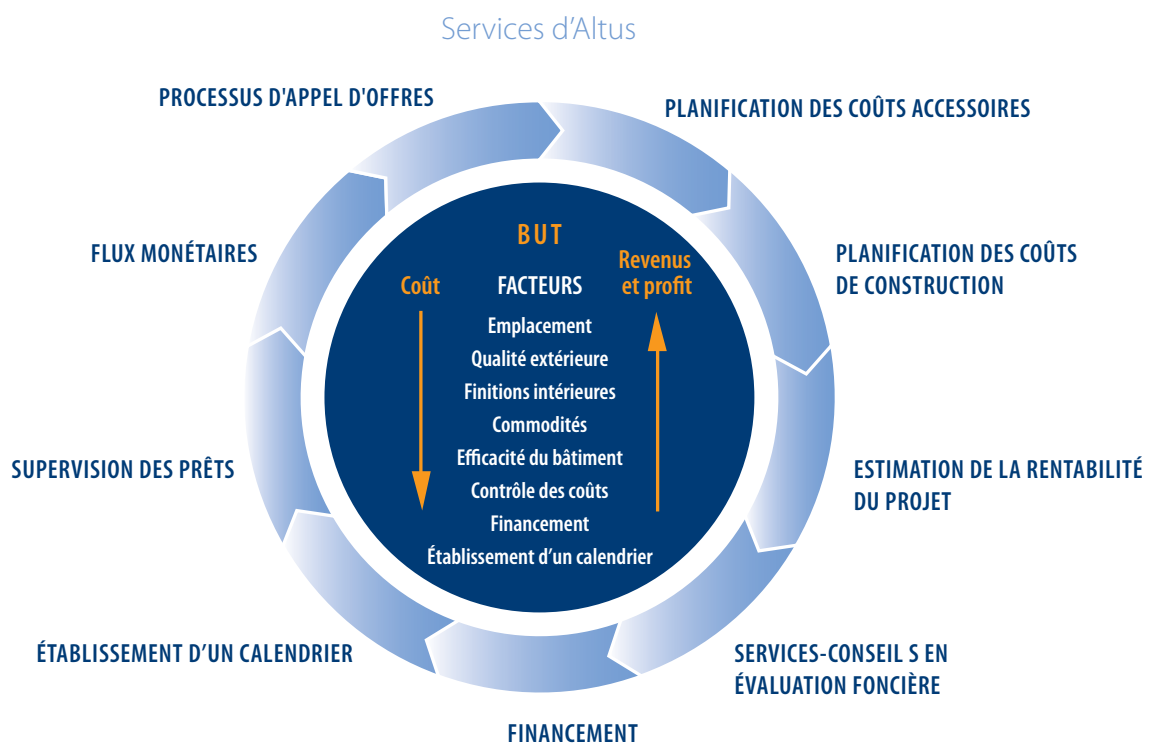 Services d'Altus
PROCESSUS D'APPEL D'OFFRES
PLANIFICATION DES COÛTS ACCESSOIRES
FLUX MONÉTAIRES
PLANIFICATION DES COÛTS
DE CONSTRUCTION
BUT
Coût
FACTEURS
Revenus
et profit
Emplacement
Qualité extérieure
Finitions intérieures
Commodités
Efficacité du bâtiment
Contrôle des coûts
Financement
Établissement d'un calendrier
SUPERVISION DES PRÊTS
ESTIMATION DE LA RENTABILITÉ
DU PROJET
ÉTABLISSEMENT D'UN CALENDRIER
SERVICES-CONSEIL S EN
ÉVALUATION FONCIÈRE
FINANCEMENT